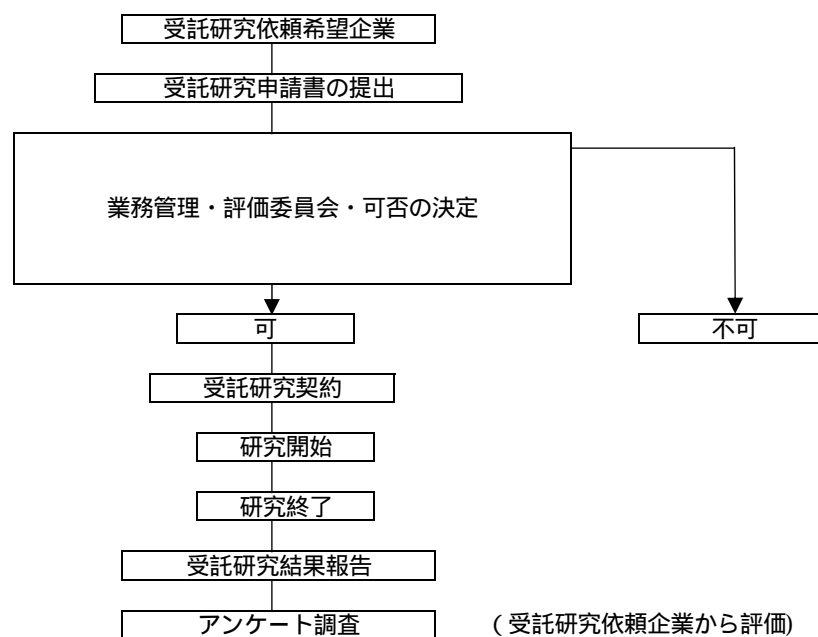 受託研究依頼希望企業
受託研究申請書の提出
業務管理・評価委員会・可否の決定
可
不可
受託研究契約
研究開始
研究終了
受託研究結果報告
アンケート調査
(受託研究依頼企業から評価)